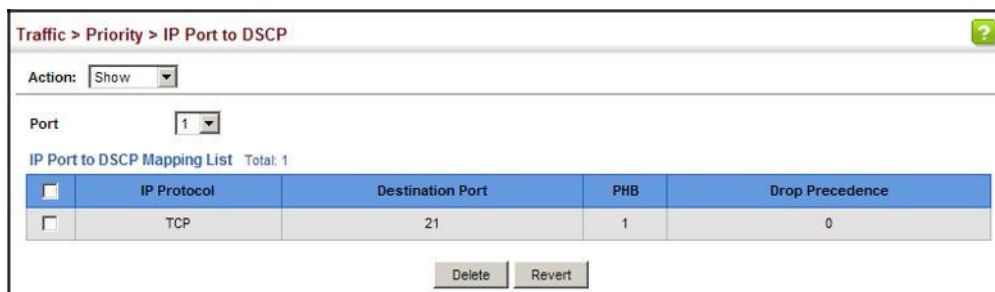 Traffic > Priority > IP Port to DSCP
?
Action: Show
Port 1
IP Port to DSCP Mapping List Total: 1
IP Protocol Destination Port PHB Drop Precedence
TCP 21 1 0
Delete Revert